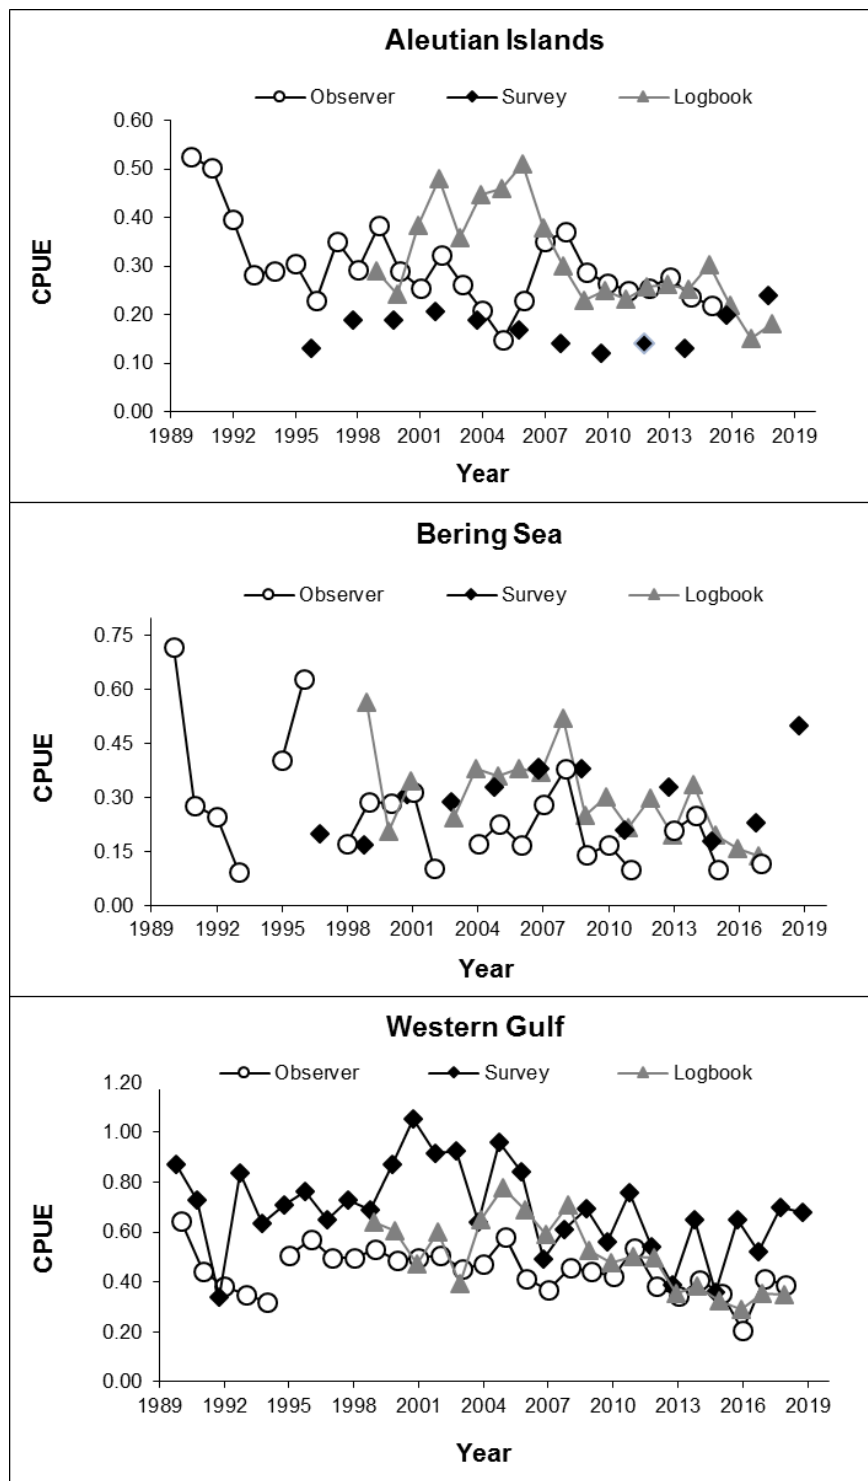 Aleutian Islands
Observer Survey Logbook
0.60
0.50
0.40
0.30
0.20
0.10
0.00
CPUE
1989 1992 1995 1998 2001 2004 2007 2010 2013 2016 2019
Year
Bering Sea
Observer Survey Logbook
0.75
0.60
0.45
0.30
0.15
0.00
CPUE
1989 1992 1995 1998 2001 2004 2007 2010 2013 2016 2019
Year
Western Gulf
Observer Survey Logbook
1.20
1.00
0.80
0.60
0.40
0.20
0.00
CPUE
1989 1992 1995 1998 2001 2004 2007 2010 2013 2016 2019
Year